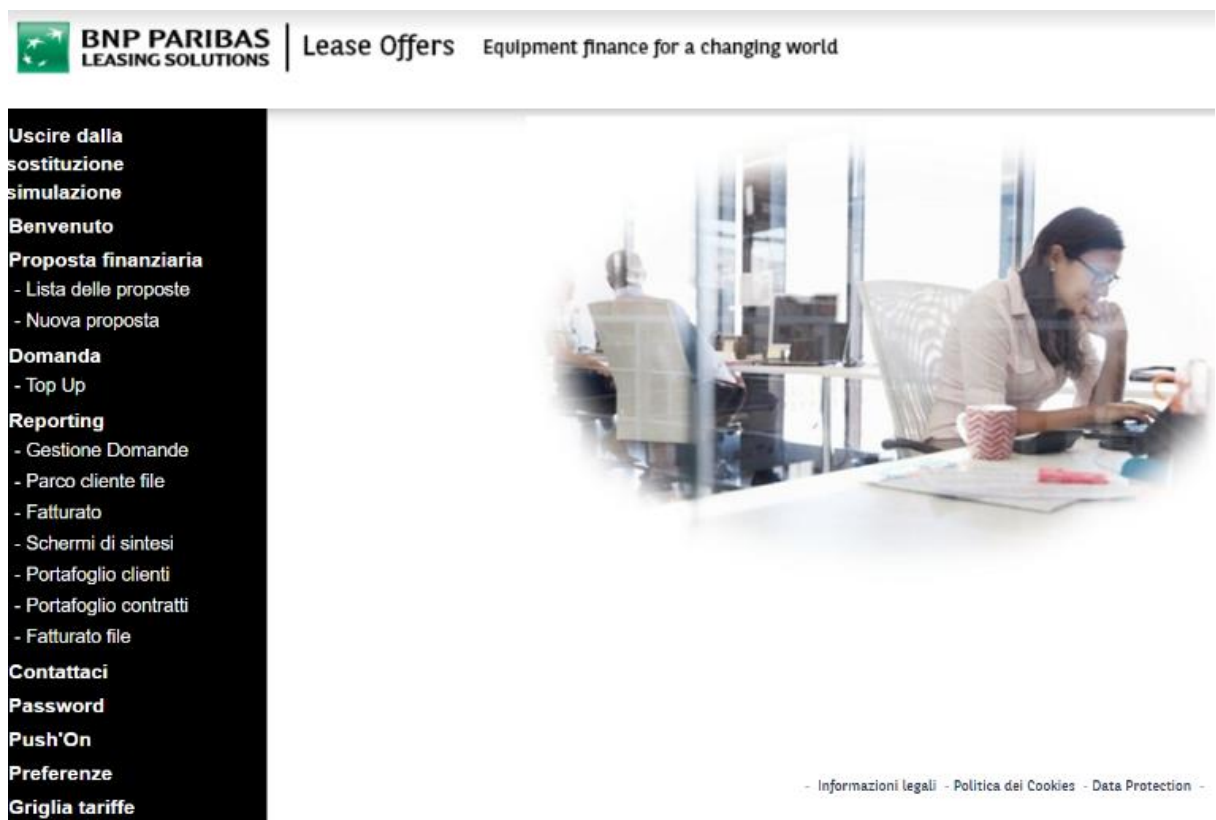 BNP PARIBAS
LEASING SOLUTIONS
Lease Offers
Equipment finance for a changing world
Uscire dalla
sostituzione
simulazione
Benvenuto
Proposta finanziaria
- Lista delle proposte
- Nuova proposta
Domanda
- Top Up
Reporting
- Gestione Domande
- Parco cliente file
- Fatturato
- Schermi di sintesi
- Portafoglio clienti
- Portafoglio contratti
- Fatturato file
Contattaci
Password
Push'On
Preferenze
Griglia tariffe
- Informazioni legali - Politica dei Cookies - Data Protection -